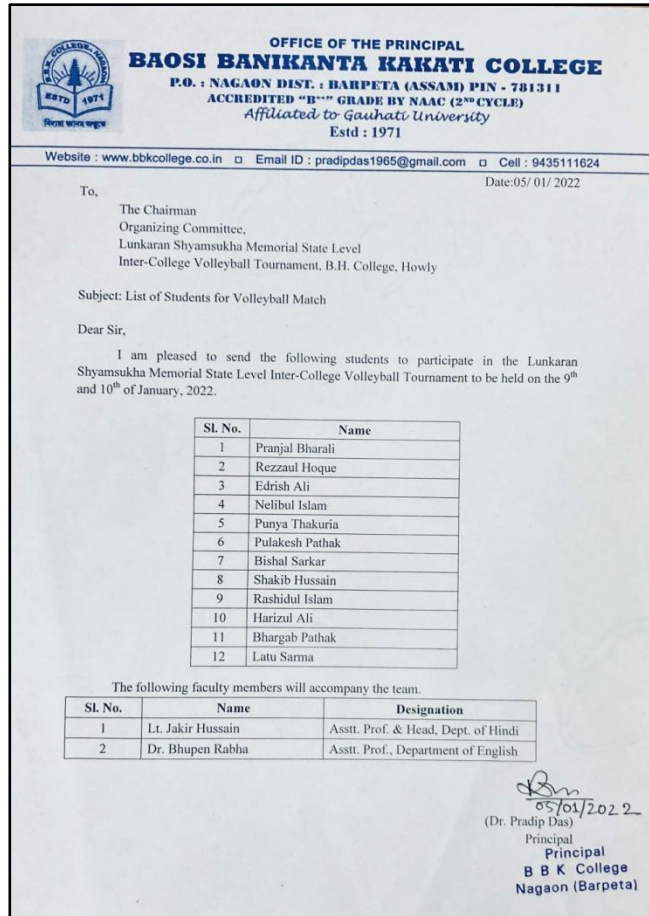 B.B.K. COLLEGE, NAGAON
ESTD 1971
OFFICE OF THE PRINCIPAL
BAOSI BANIKANTA KAKATI COLLEGE
P.O. : NAGAON DIST. : BARPETA (ASSAM) PIN - 781311
ACCREDITED "B⁺⁺" GRADE BY NAAC (2ᴺᴰ CYCLE)
Affiliated to Gauhati University
Estd : 1971
Website : www.bbkcollege.co.in □ Email ID : pradipdas1965@gmail.com □ Cell : 9435111624
Date:05/ 01/ 2022
To,
The Chairman
Organizing Committee,
Lunkaran Shyamsukha Memorial State Level
Inter-College Volleyball Tournament, B.H. College, Howly
Subject: List of Students for Volleyball Match
Dear Sir,
I am pleased to send the following students to participate in the Lunkaran
Shyamsukha Memorial State Level Inter-College Volleyball Tournament to be held on the 9th
and 10th of January, 2022.
Sl. No. Name
1 Pranjal Bharali
2 Rezzaul Hoque
3 Edrish Ali
4 Nelibul Islam
5 Punya Thakuria
6 Pulakesh Pathak
7 Bishal Sarkar
8 Shakib Hussain
9 Rashidul Islam
10 Harizul Ali
11 Bhargab Pathak
12 Latu Sarma
The following faculty members will accompany the team.
Sl. No. Name Designation
1 Lt. Jakir Hussain Asstt. Prof. & Head, Dept. of Hindi
2 Dr. Bhupen Rabha Asstt. Prof., Department of English
05/01/2022
(Dr. Pradip Das)
Principal
Principal
B B K College
Nagaon (Barpeta)